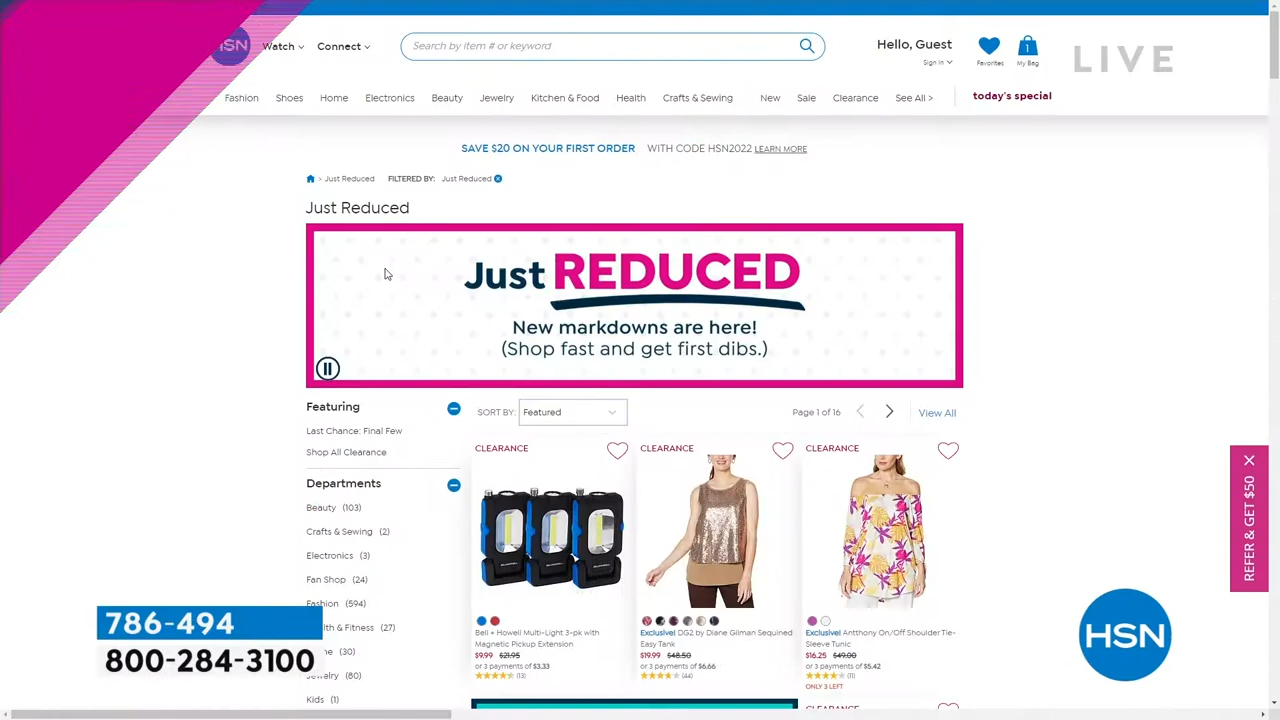 HSN
Watch
Connect
Search by item # or keyword
Hello, Guest
Sign In
Favorites
1
My Bag
LIVE
Fashion
Shoes
Home
Electronics
Beauty
Jewelry
Kitchen & Food
Health
Crafts & Sewing
New
Sale
Clearance
See All >
today's special
SAVE $20 ON YOUR FIRST ORDER WITH CODE HSN2022 LEARN MORE
> Just Reduced FILTERED BY: Just Reduced
Just Reduced
Just REDUCED
New markdowns are here!
(Shop fast and get first dibs.)
Featuring
Last Chance: Final Few
Shop All Clearance
Departments
Beauty (103)
Crafts & Sewing (2)
Electronics (3)
Fan Shop (24)
Fashion (594)
lth & Fitness (27)
me (30)
Jewelry (80)
Kids (1)
SORT BY: Featured
Page 1 of 16
View All
CLEARANCE
Bell + Howell Multi-Light 3-pk with
Magnetic Pickup Extension
$9.99 $21.95
or 3 payments of $3.33
(13)
CLEARANCE
Exclusive! DG2 by Diane Gilman Sequined
Easy Tank
$19.99 $48.50
or 3 payments of $6.66
(44)
CLEARANCE
Exclusive! Antthony On/Off Shoulder Tie-
Sleeve Tunic
$16.25 $49.00
or 3 payments of $5.42
(11)
ONLY 3 LEFT
CLEARANCE
REFER & GET $50
786-494
800-284-3100
HSN